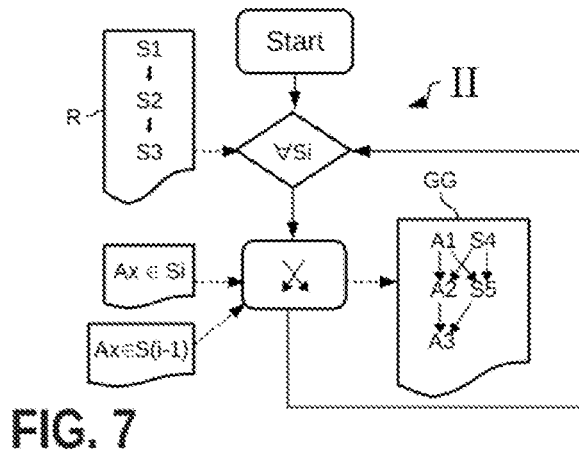 Start
S1
S2
S3
R
II
∀Si
GG
A1 S4
A2 S5
A3
Ax ∈ Si
Ax∈S(i-1)
FIG. 7